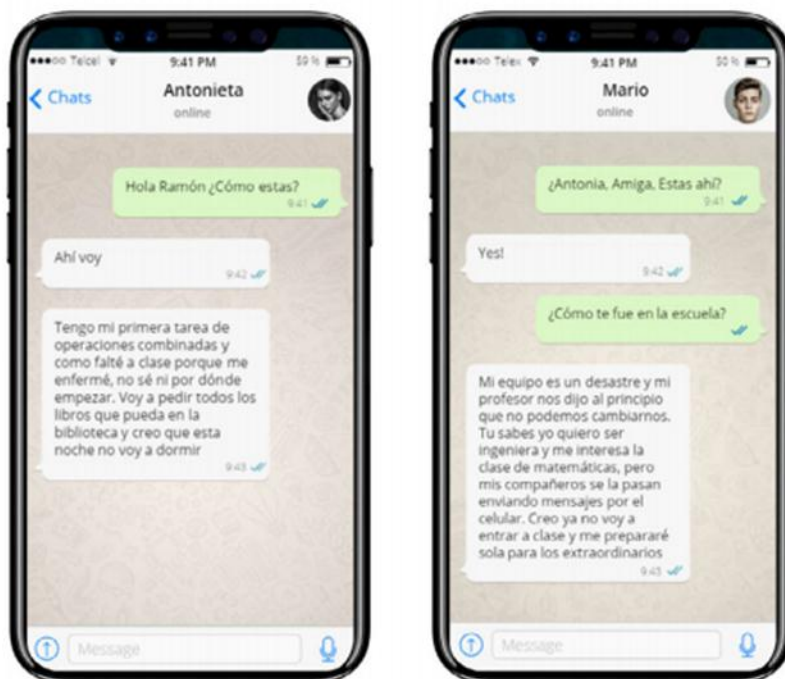 Telcel
9:41 PM
59 %
Chats
Antonieta
online
Hola Ramón ¿Cómo estas?
9:41
Ahí voy
9:42
Tengo mi primera tarea de
operaciones combinadas y
como falté a clase porque me
enfermé, no sé ni por dónde
empezar. Voy a pedir todos los
libros que pueda en la
biblioteca y creo que esta
noche no voy a dormir
9:43
Message
Telex
9:41 PM
50 %
Chats
Mario
online
¿Antonia, Amiga, Estas ahí?
9:41
Yes!
9:42
¿Cómo te fue en la escuela?
Mi equipo es un desastre y mi
profesor nos dijo al principio
que no podemos cambiarnos.
Tu sabes yo quiero ser
ingeniera y me interesa la
clase de matemáticas, pero
mis compañeros se la pasan
enviando mensajes por el
celular. Creo ya no voy a
entrar a clase y me prepararé
sola para los extraordinarios
9:43
Message